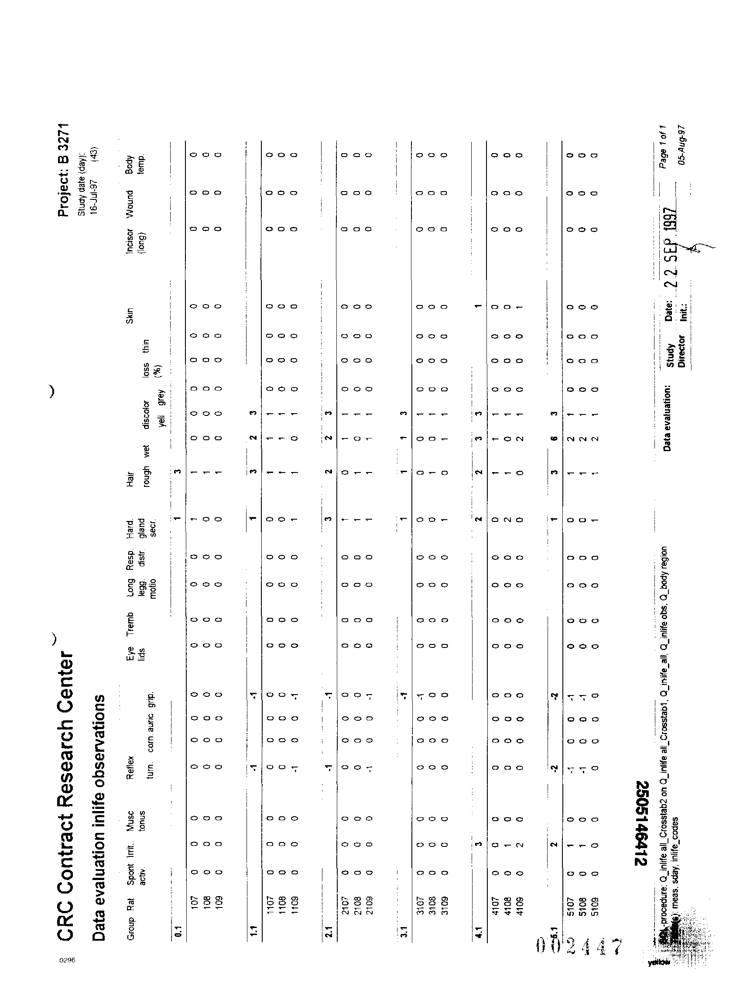 CRC Contract Research Center
Project: B 3271
Data evaluation inlife observations
Study date (day):
16-Jul-97 (43)
Group Rat Spont Irrit. Musc Reflex Eye Tremb Long Resp. Hard. Hair Skin Incisor Wound Body
activ. tonus turn. corn auric grip. lids legg distr gland rough wet discolor loss thin (long) temp.
motio secr. yell grey (%)
0.1 1 3
107 0 0 0 0 0 0 0 0 0 0 0 1 1 0 0 0 0 0 0 0 0 0
108 0 0 0 0 0 0 0 0 0 0 0 0 1 0 0 0 0 0 0 0 0 0
109 0 0 0 0 0 0 0 0 0 0 0 0 1 0 0 0 0 0 0 0 0 0
1.1 -1 -1 1 3 2 3
1107 0 0 0 0 0 0 0 0 0 0 0 0 1 1 1 0 0 0 0 0 0 0
1108 0 0 0 0 0 0 0 0 0 0 0 0 1 1 1 0 0 0 0 0 0 0
1109 0 0 0 -1 0 0 -1 0 0 0 0 1 1 0 1 0 0 0 0 0 0 0
2.1 -1 -1 3 2 2 3
2107 0 0 0 0 0 0 0 0 0 0 0 1 0 1 1 0 0 0 0 0 0 0
2108 0 0 0 0 0 0 0 0 0 0 0 1 1 0 1 0 0 0 0 0 0 0
2109 0 0 0 -1 0 0 -1 0 0 0 0 1 1 1 1 0 0 0 0 0 0 0
3.1 -1 1 1 1 3
3107 0 0 0 0 0 0 -1 0 0 0 0 0 0 0 1 0 0 0 0 0 0 0
3108 0 0 0 0 0 0 0 0 0 0 0 0 1 0 1 0 0 0 0 0 0 0
3109 0 0 0 0 0 0 0 0 0 0 0 1 0 1 1 0 0 0 0 0 0 0
4.1 3 2 2 3 3 1
4107 0 0 0 0 0 0 0 0 0 0 0 0 1 1 1 0 0 0 0 0 0 0
4108 0 1 0 0 0 0 0 0 0 0 0 2 1 0 1 0 0 0 0 0 0 0
4109 0 2 0 0 0 0 0 0 0 0 0 0 0 2 1 0 0 0 1 0 0 0
5.1 2 -2 -2 1 3 6 3
5107 0 1 0 -1 0 0 -1 0 0 0 0 0 1 2 1 0 0 0 0 0 0 0
5108 0 1 0 -1 0 0 -1 0 0 0 0 0 1 2 1 0 0 0 0 0 0 0
5109 0 0 0 0 0 0 0 0 0 0 0 1 1 2 1 0 0 0 0 0 0 0
2505146412
procedure: Q_inlife all_Crosstab2 on Q_inlife all_Crosstab1, Q_inlife_all, Q_inlife obs, Q_body region
meas, sday, inlife_codes
Data evaluation: Study Director Date: 22 SEP 1997 Init.:
Page 1 of 1
05-Aug-97
0296
002447
yellow